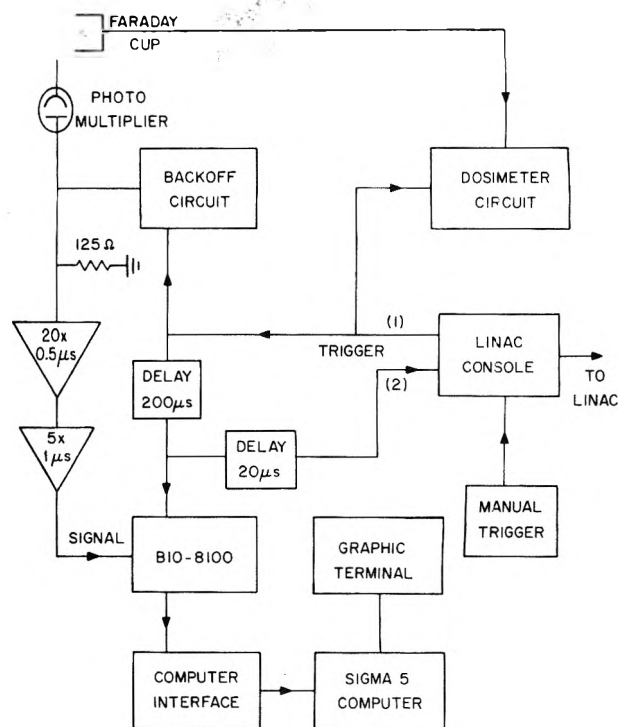 FARADAY
CUP
PHOTO
MULTIPLIER
BACKOFF
CIRCUIT
DOSIMETER
CIRCUIT
125Ω
20x
0.5μs
(1)
TRIGGER
LINAC
CONSOLE
TO
LINAC
DELAY
200μs
(2)
5x
1μs
DELAY
20μs
MANUAL
TRIGGER
SIGNAL
BIO-8100
GRAPHIC
TERMINAL
COMPUTER
INTERFACE
SIGMA 5
COMPUTER